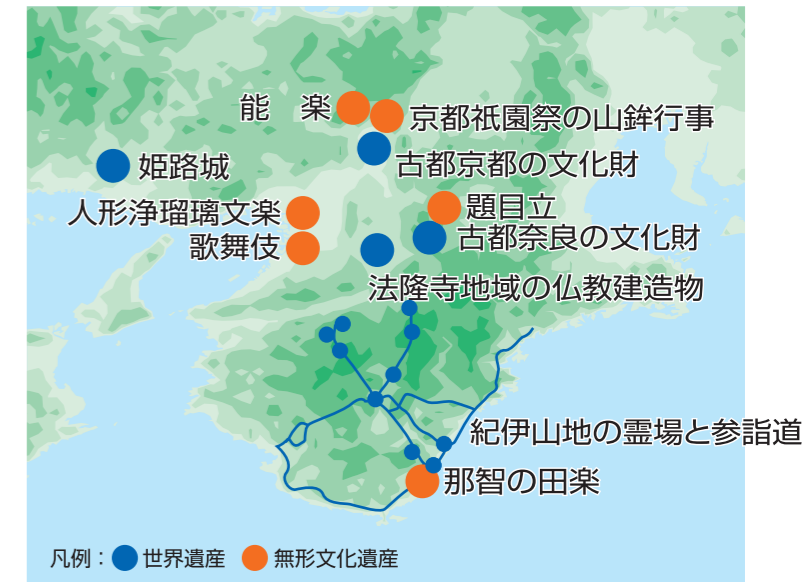 能　楽
京都祇園祭の山鉾行事
古都京都の文化財
姫路城
人形浄瑠璃文楽
題目立
歌舞伎
古都奈良の文化財
法隆寺地域の仏教建造物
紀伊山地の霊場と参詣道
那智の田楽
凡例：世界遺産 無形文化遺産